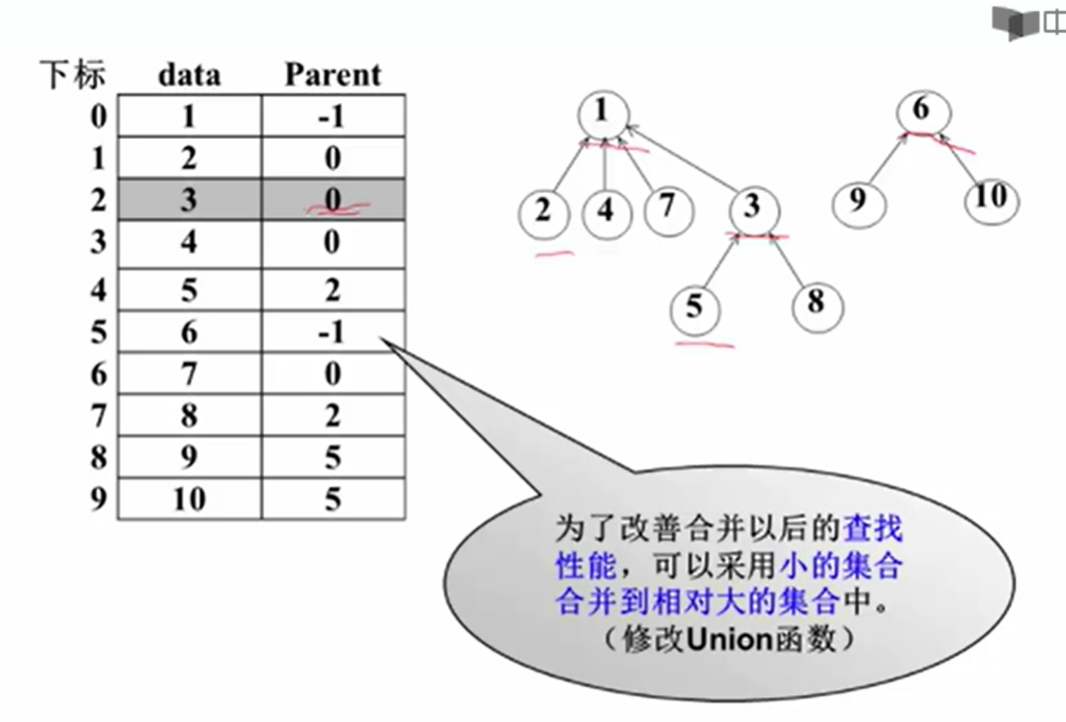 下标 data Parent
0 1 -1
1 2 0
2 3 0
3 4 0
4 5 2
5 6 -1
6 7 0
7 8 2
8 9 5
9 10 5
1 6
2 4 7 3 9 10
5 8
为了改善合并以后的查找
性能，可以采用小的集合
合并到相对大的集合中。
（修改Union函数）